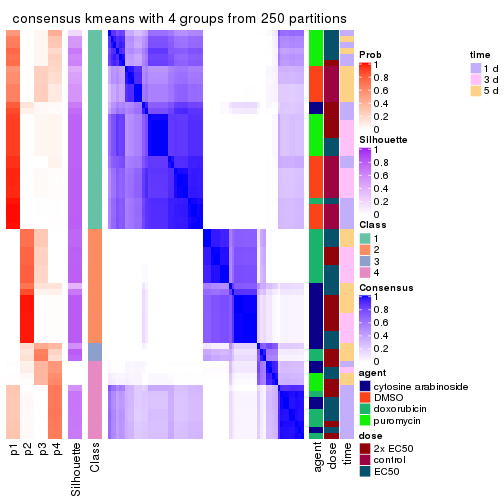 consensus kmeans with 4 groups from 250 partitions
Prob
1
0.8
0.6
0.4
0.2
0
time
1 d
3 d
5 d
Silhouette
1
0.8
0.6
0.4
0.2
0
Class
1
2
3
4
Consensus
1
0.8
0.6
0.4
0.2
0
agent
cytosine arabinoside
DMSO
doxorubicin
puromycin
dose
2x EC50
control
EC50
p1
p2
p3
p4
Silhouette
Class
agent
dose
time